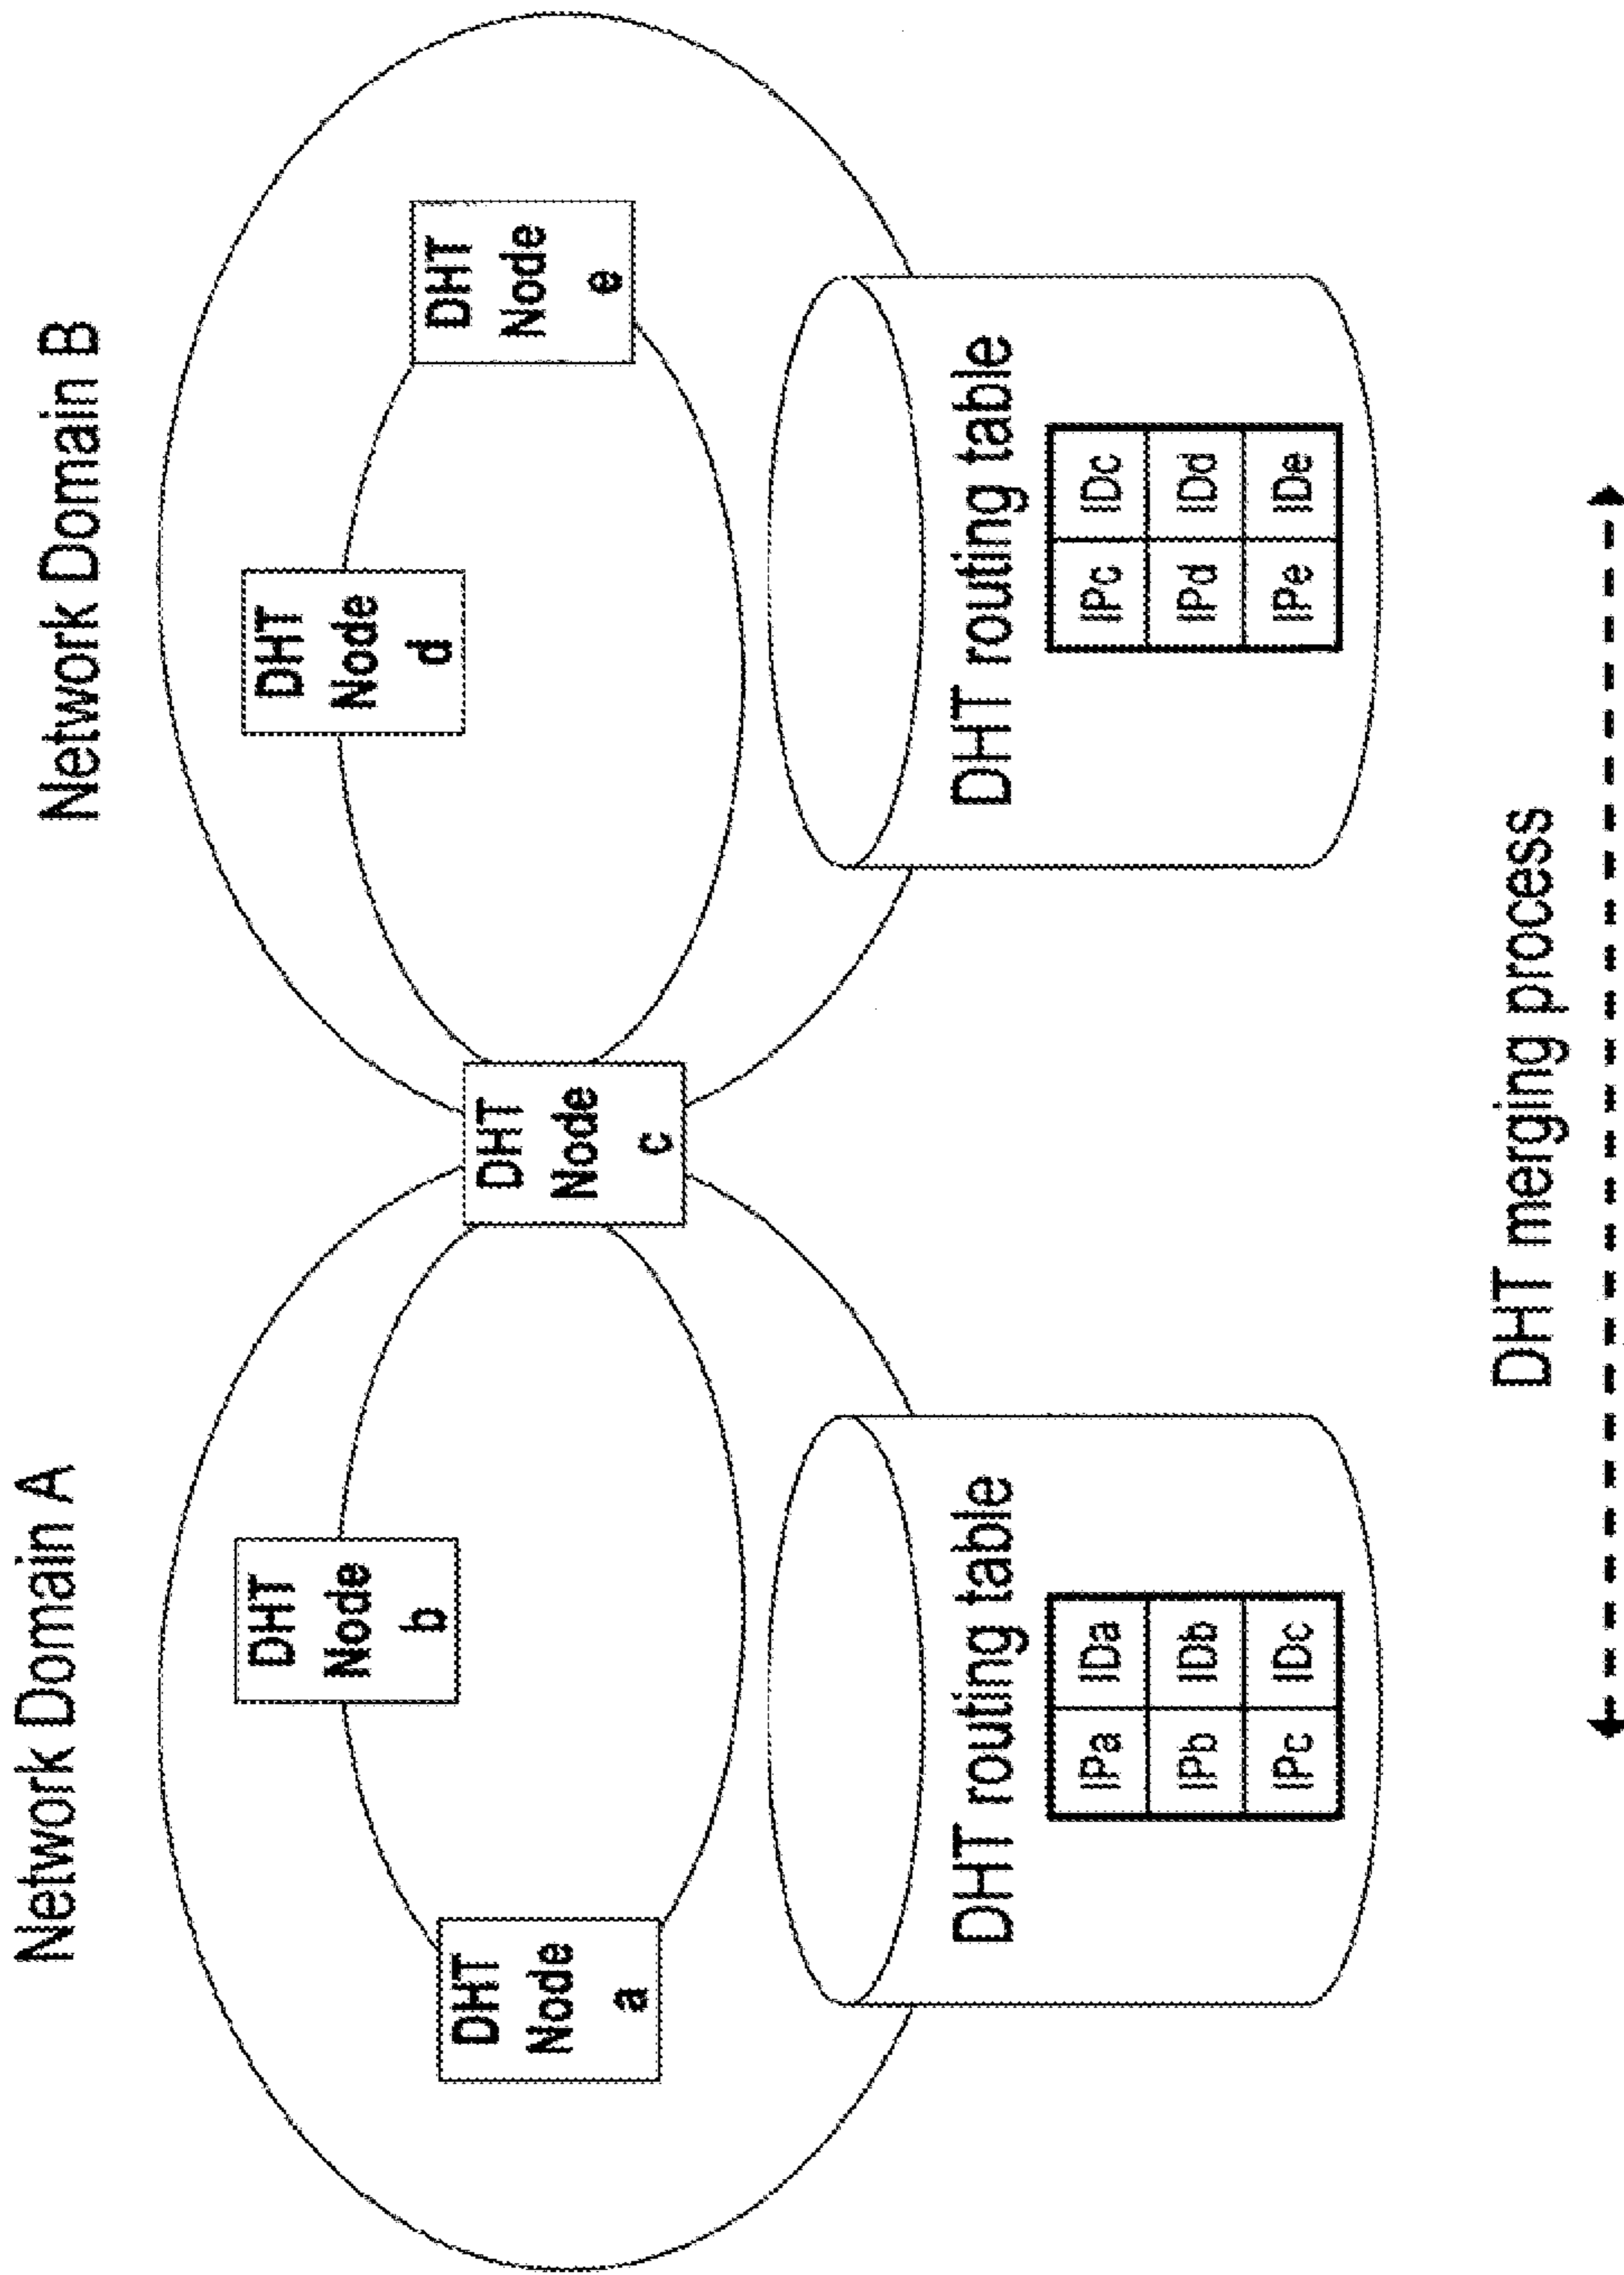 Network Domain A
Network Domain B
DHT
Node
a
DHT
Node
b
DHT
Node
c
DHT
Node
d
DHT
Node
e
DHT routing table
IPa IDa
IPb IDb
IPc IDc
DHT routing table
IPc IDc
IPd IDd
IPe IDe
DHT merging process